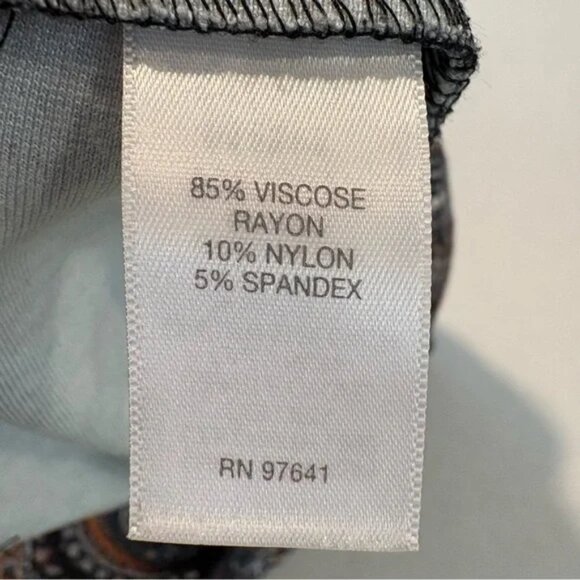 85% VISCOSE
RAYON
10% NYLON
5% SPANDEX
RN 97641